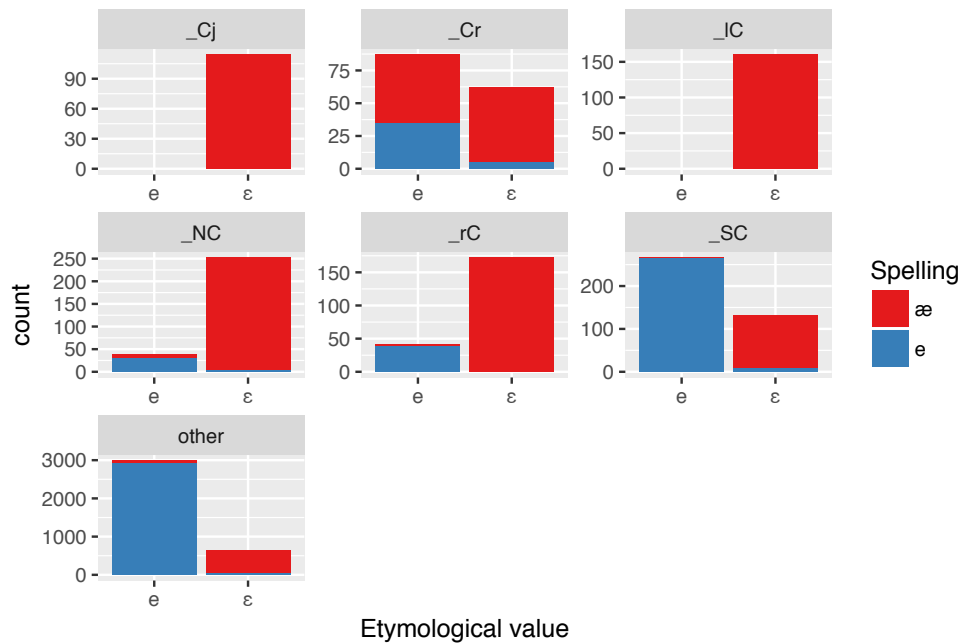 _Cj
_Cr
_lC
90
60
30
0
e
ε
75
50
25
0
e
ε
150
100
50
0
e
ε
_NC
_rC
_SC
250
200
150
100
50
0
e
ε
150
100
50
0
e
ε
200
100
0
e
ε
other
3000
2000
1000
0
e
ε
count
Etymological value
Spelling
æ
e